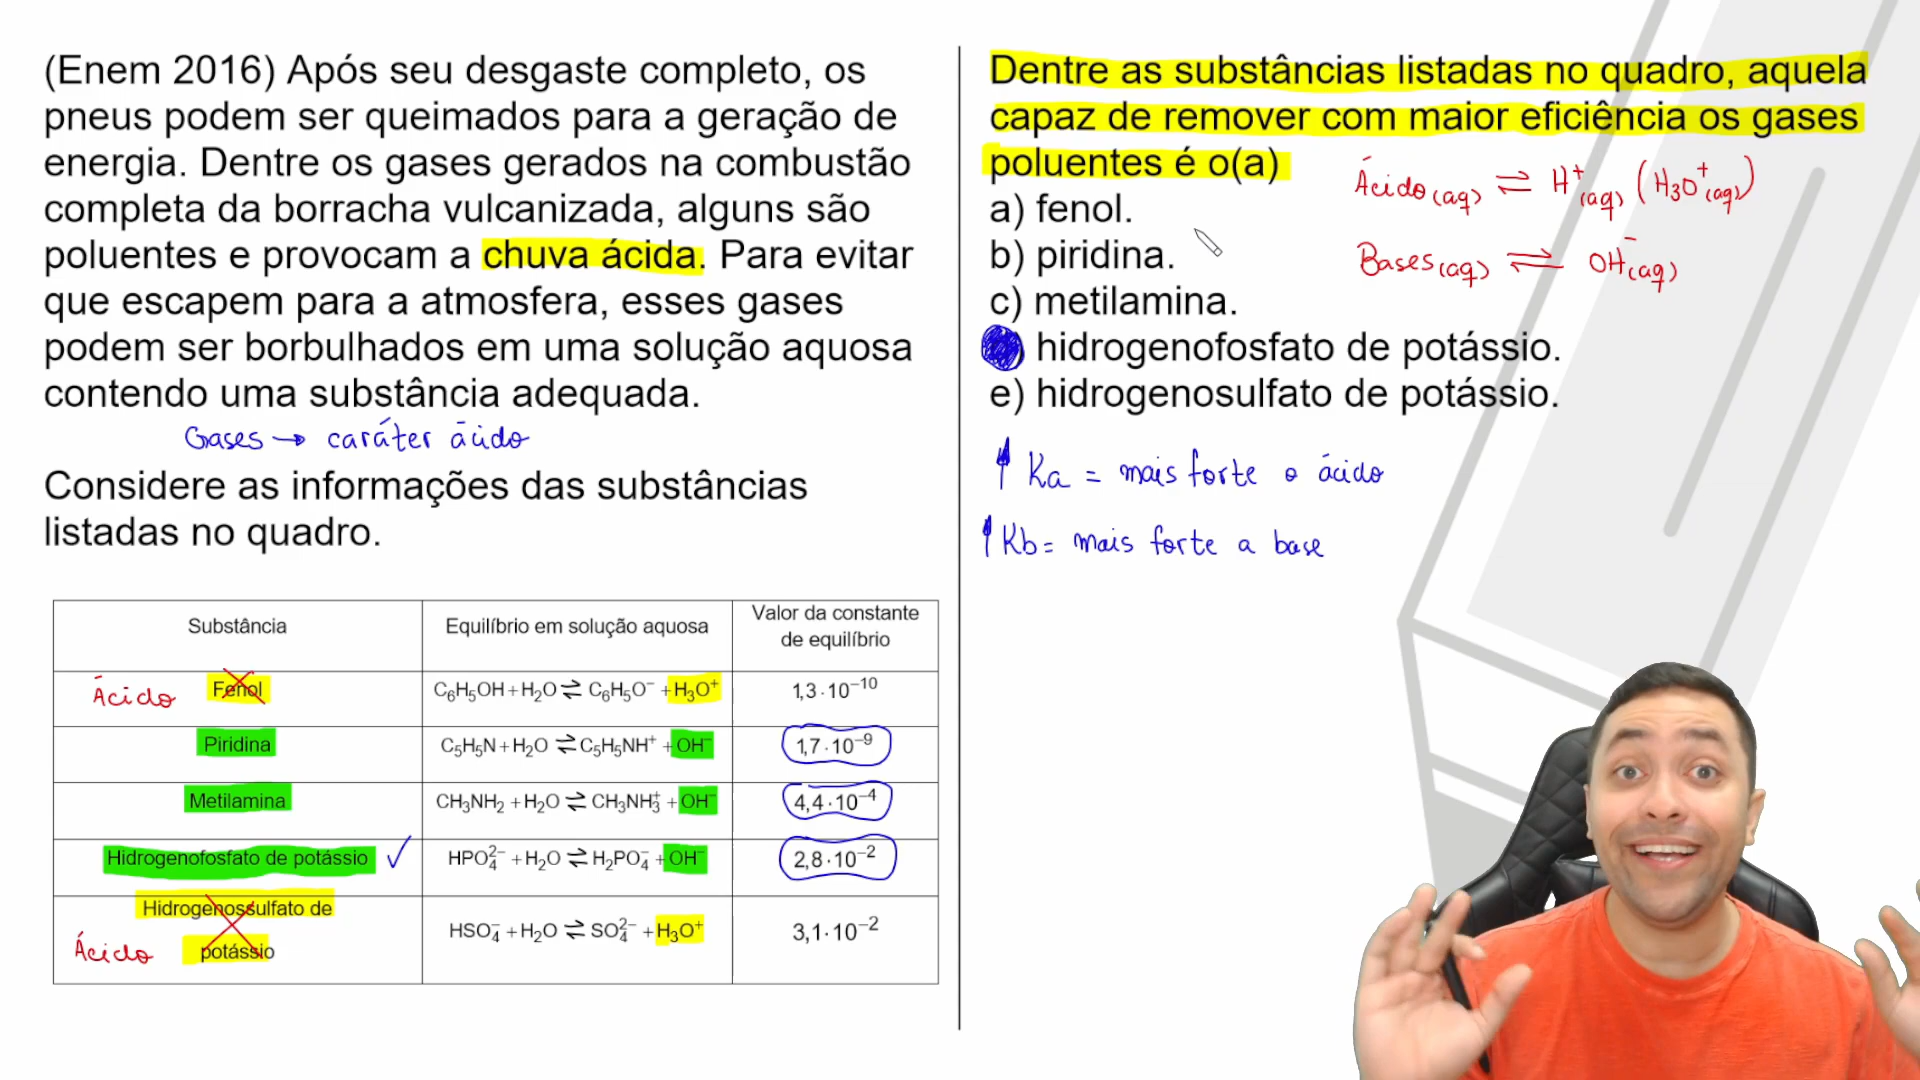 (Enem 2016) Após seu desgaste completo, os
pneus podem ser queimados para a geração de
energia. Dentre os gases gerados na combustão
completa da borracha vulcanizada, alguns são
poluentes e provocam a chuva ácida. Para evitar
que escapem para a atmosfera, esses gases
podem ser borbulhados em uma solução aquosa
contendo uma substância adequada.
Gases → caráter ácido
Considere as informações das substâncias
listadas no quadro.
Substância Equilíbrio em solução aquosa Valor da constante
de equilíbrio
Ácido Fenol C₆H₅OH + H₂O ⇌ C₆H₅O⁻ + H₃O⁺ 1,3·10⁻¹⁰
Piridina C₅H₅N + H₂O ⇌ C₅H₅NH⁺ + OH⁻ 1,7·10⁻⁹
Metilamina CH₃NH₂ + H₂O ⇌ CH₃NH₃⁺ + OH⁻ 4,4·10⁻⁴
Hidrogenofosfato de potássio ✓ HPO₄²⁻ + H₂O ⇌ H₂PO₄⁻ + OH⁻ 2,8·10⁻²
Hidrogenossulfato de
Ácido potássio HSO₄⁻ + H₂O ⇌ SO₄²⁻ + H₃O⁺ 3,1·10⁻²
Dentre as substâncias listadas no quadro, aquela
capaz de remover com maior eficiência os gases
poluentes é o(a)
Ácido(aq) ⇌ H⁺(aq) (H₃O⁺(aq))
a) fenol.
b) piridina.
Bases(aq) ⇌ OH⁻(aq)
c) metilamina.
hidrogenofosfato de potássio.
e) hidrogenosulfato de potássio.
↑ Ka = mais forte o ácido
↑ Kb = mais forte a base